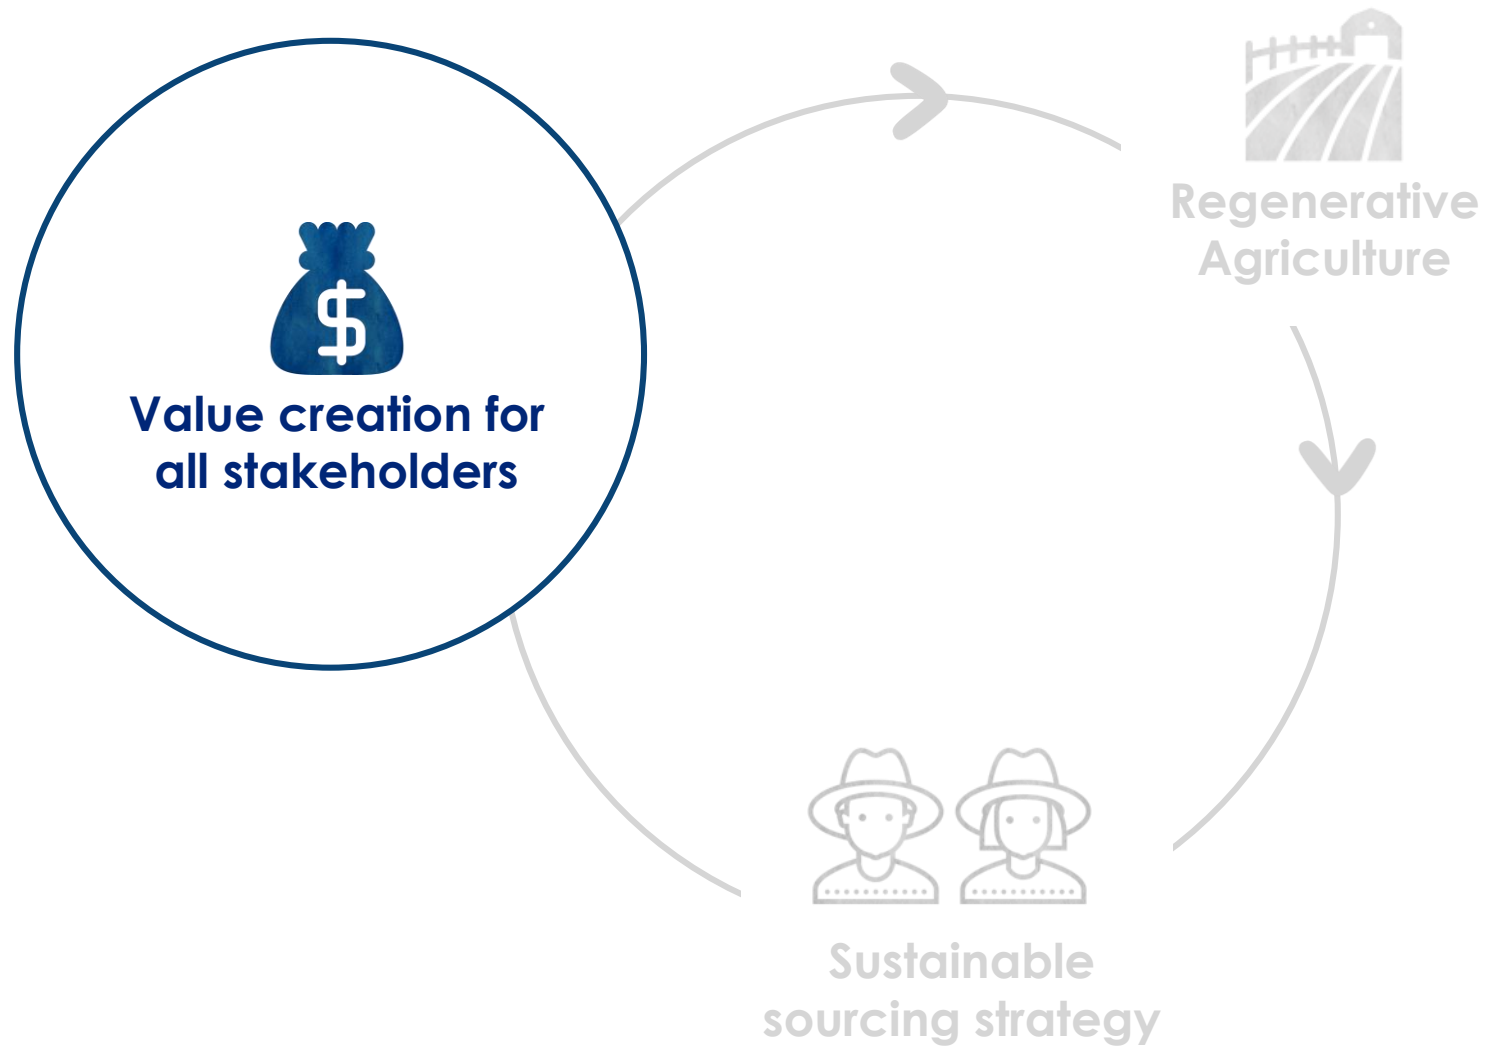 Value creation for
all stakeholders
Regenerative
Agriculture
Sustainable
sourcing strategy
$